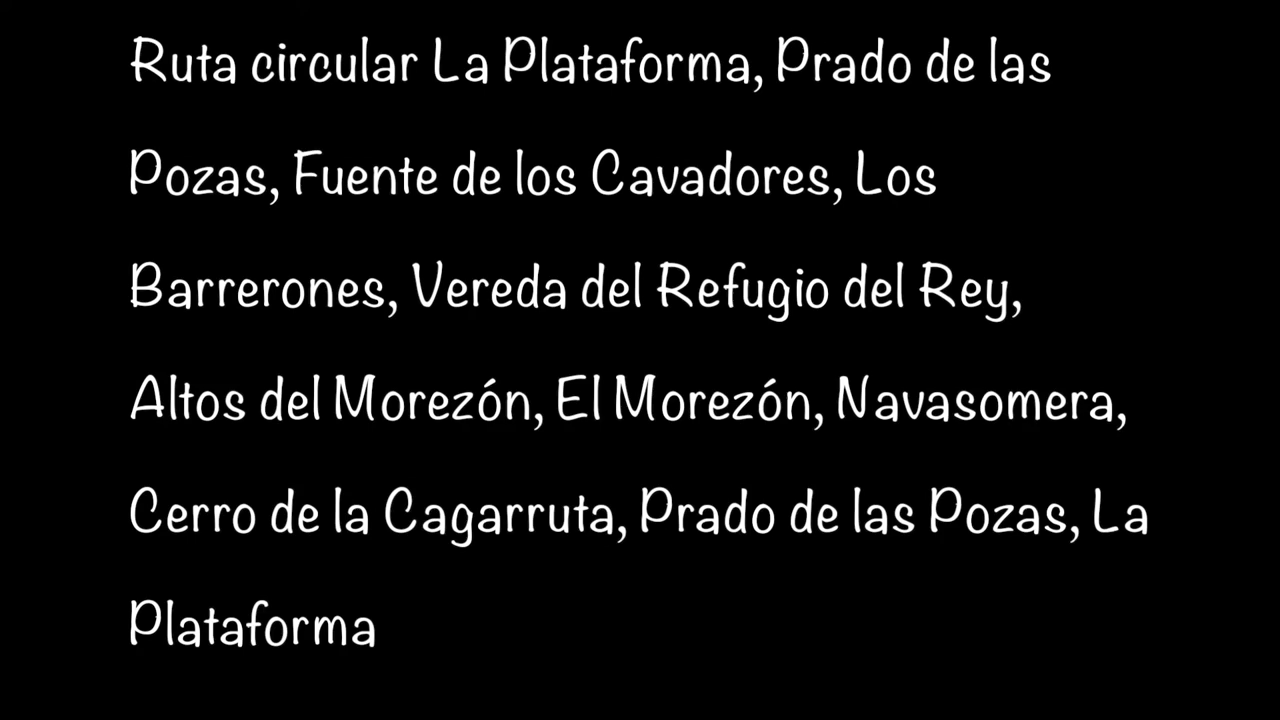 Ruta circular La Plataforma, Prado de las
Pozas, Fuente de los Cavadores, Los
Barrerones, Vereda del Refugio del Rey,
Altos del Morezón, El Morezón, Navasomera,
Cerro de la Cagarruta, Prado de las Pozas, La
Plataforma